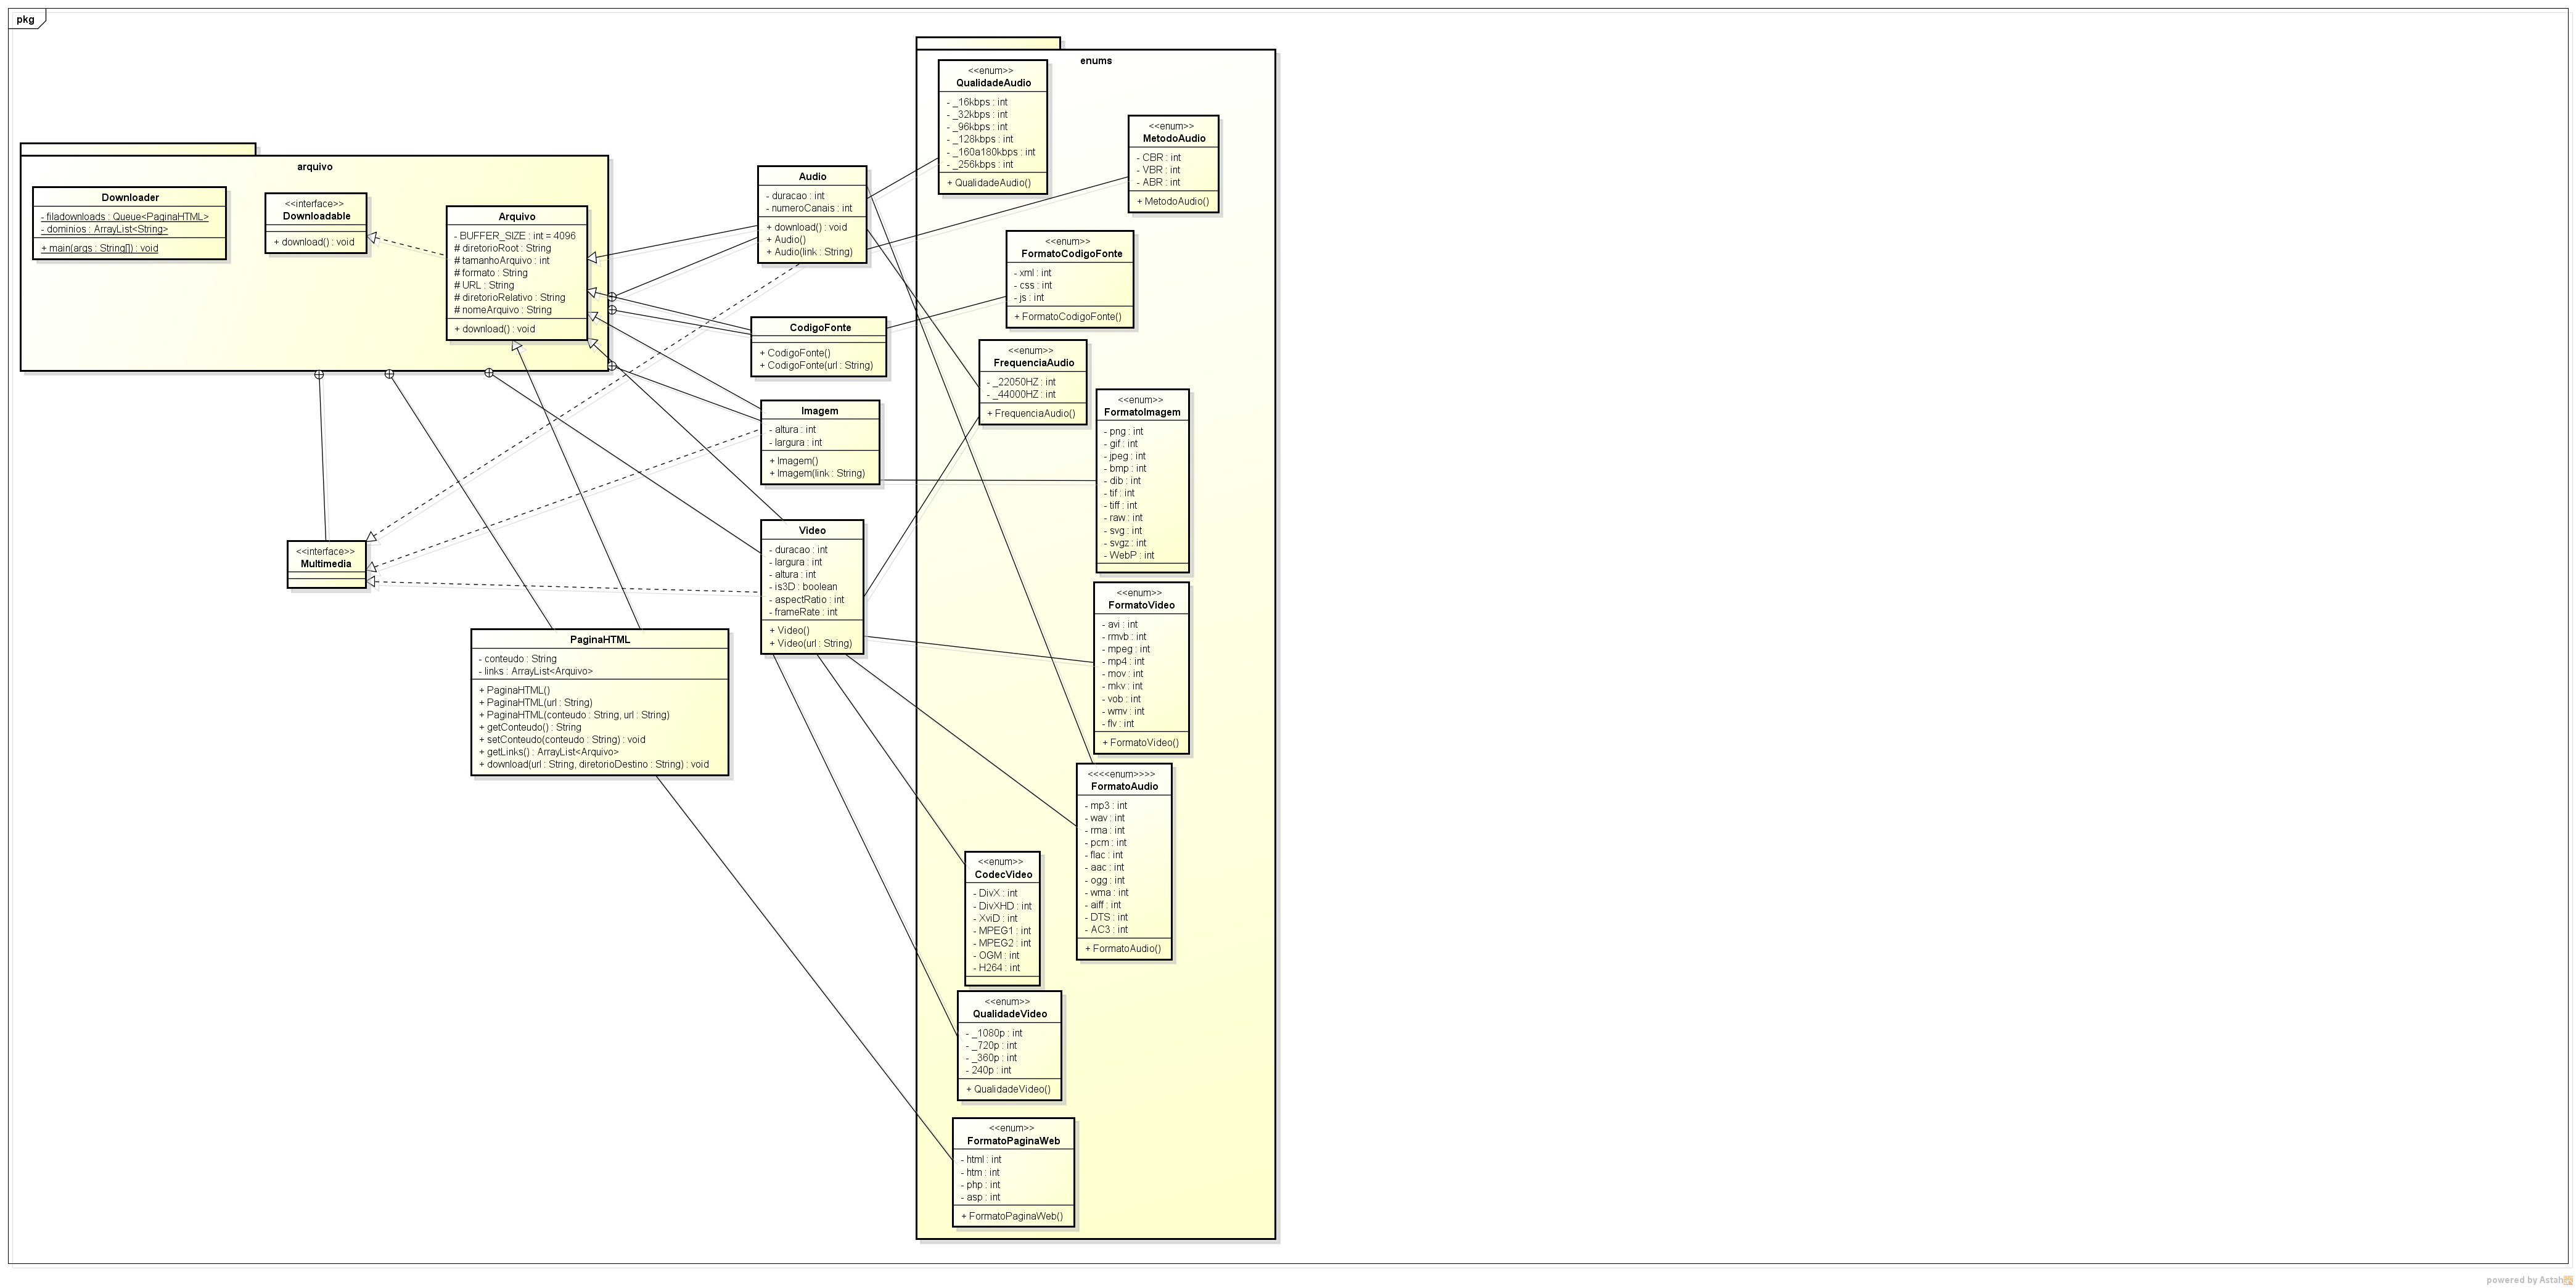 pkg
arquivo
Downloader
- filadownloads : Queue<PaginaHTML>
- dominios : ArrayList<String>
+ main(args : String[]) : void
<<interface>>
Downloadable
+ download() : void
Arquivo
- BUFFER_SIZE : int = 4096
# diretorioRoot : String
# tamanhoArquivo : int
# formato : String
# URL : String
# diretorioRelativo : String
# nomeArquivo : String
+ download() : void
<<interface>>
Multimedia
PaginaHTML
- conteudo : String
- links : ArrayList<Arquivo>
+ PaginaHTML()
+ PaginaHTML(url : String)
+ PaginaHTML(conteudo : String, url : String)
+ getConteudo() : String
+ setConteudo(conteudo : String) : void
+ getLinks() : ArrayList<Arquivo>
+ download(url : String, diretorioDestino : String) : void
Audio
- duracao : int
- numeroCanais : int
+ download() : void
+ Audio()
+ Audio(link : String)
CodigoFonte
+ CodigoFonte()
+ CodigoFonte(url : String)
Imagem
- altura : int
- largura : int
+ Imagem()
+ Imagem(link : String)
Video
- duracao : int
- largura : int
- altura : int
- is3D : boolean
- aspectRatio : int
- frameRate : int
+ Video()
+ Video(url : String)
enums
<<enum>>
QualidadeAudio
- _16kbps : int
- _32kbps : int
- _96kbps : int
- _128kbps : int
- _160a180kbps : int
- _256kbps : int
+ QualidadeAudio()
<<enum>>
MetodoAudio
- CBR : int
- VBR : int
- ABR : int
+ MetodoAudio()
<<enum>>
FormatoCodigoFonte
- xml : int
- css : int
- js : int
+ FormatoCodigoFonte()
<<enum>>
FrequenciaAudio
- _22050HZ : int
- _44000HZ : int
+ FrequenciaAudio()
<<enum>>
FormatoImagem
- png : int
- gif : int
- jpeg : int
- bmp : int
- dib : int
- tif : int
- tiff : int
- raw : int
- svg : int
- svgz : int
- WebP : int
<<enum>>
FormatoVideo
- avi : int
- rmvb : int
- mpeg : int
- mp4 : int
- mov : int
- mkv : int
- vob : int
- wmv : int
- flv : int
+ FormatoVideo()
<<<<enum>>>>
FormatoAudio
- mp3 : int
- wav : int
- rma : int
- pcm : int
- flac : int
- aac : int
- ogg : int
- wma : int
- aiff : int
- DTS : int
- AC3 : int
+ FormatoAudio()
<<enum>>
CodecVideo
- DivX : int
- DivXHD : int
- XviD : int
- MPEG1 : int
- MPEG2 : int
- OGM : int
- H264 : int
<<enum>>
QualidadeVideo
- _1080p : int
- _720p : int
- _360p : int
- 240p : int
+ QualidadeVideo()
<<enum>>
FormatoPaginaWeb
- html : int
- htm : int
- php : int
- asp : int
+ FormatoPaginaWeb()
powered by Astah